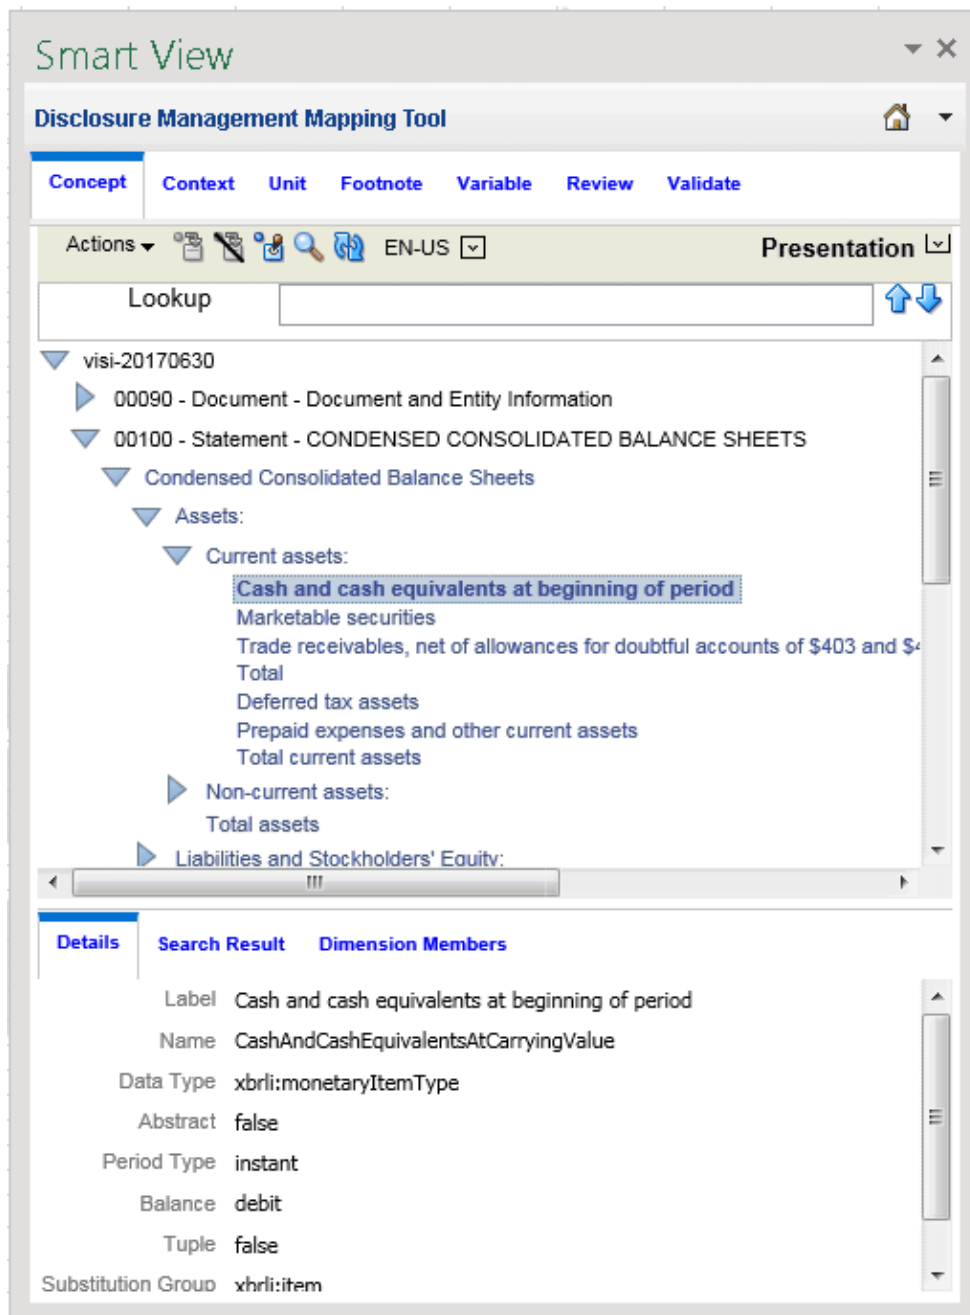 Smart View
Disclosure Management Mapping Tool
Concept Context Unit Footnote Variable Review Validate
Actions EN-US Presentation
Lookup
visi-20170630
00090 - Document - Document and Entity Information
00100 - Statement - CONDENSED CONSOLIDATED BALANCE SHEETS
Condensed Consolidated Balance Sheets
Assets:
Current assets:
Cash and cash equivalents at beginning of period
Marketable securities
Trade receivables, net of allowances for doubtful accounts of $403 and
Total
Deferred tax assets
Prepaid expenses and other current assets
Total current assets
Non-current assets:
Total assets
Liabilities and Stockholders' Equity:
Details Search Result Dimension Members
Label Cash and cash equivalents at beginning of period
Name CashAndCashEquivalentsAtCarryingValue
Data Type xbrli:monetaryItemType
Abstract false
Period Type instant
Balance debit
Tuple false
Substitution Group xbrli:item